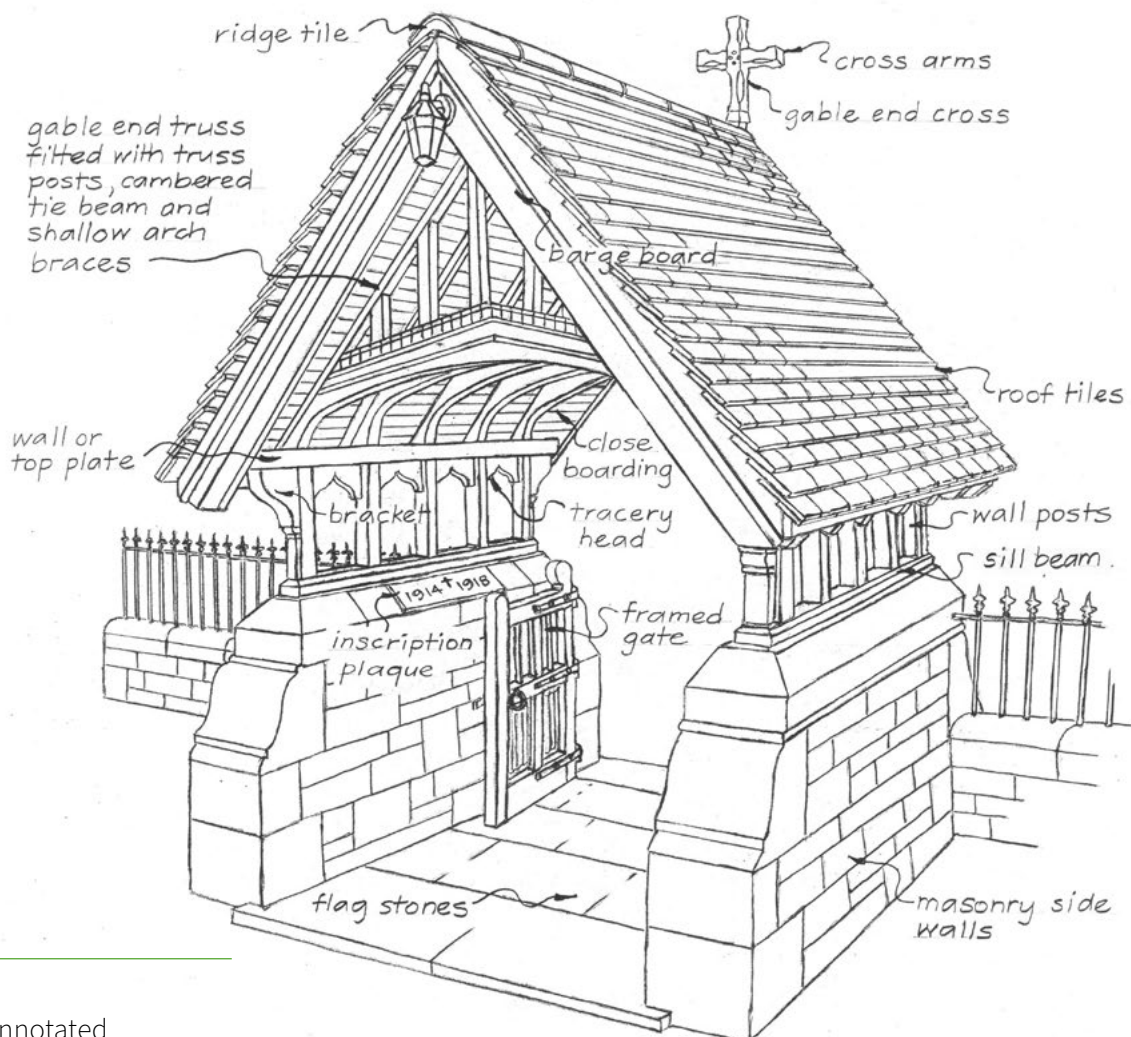 ridge tile
cross arms
gable end cross
gable end truss
fitted with truss
posts, cambered
tie beam and
shallow arch
braces
barge board
roof tiles
wall or
top plate
close
boarding
bracket
tracery
head
wall posts
sill beam.
1914†1918
inscription
plaque
framed
gate
flag stones
masonry side
walls
nnotated